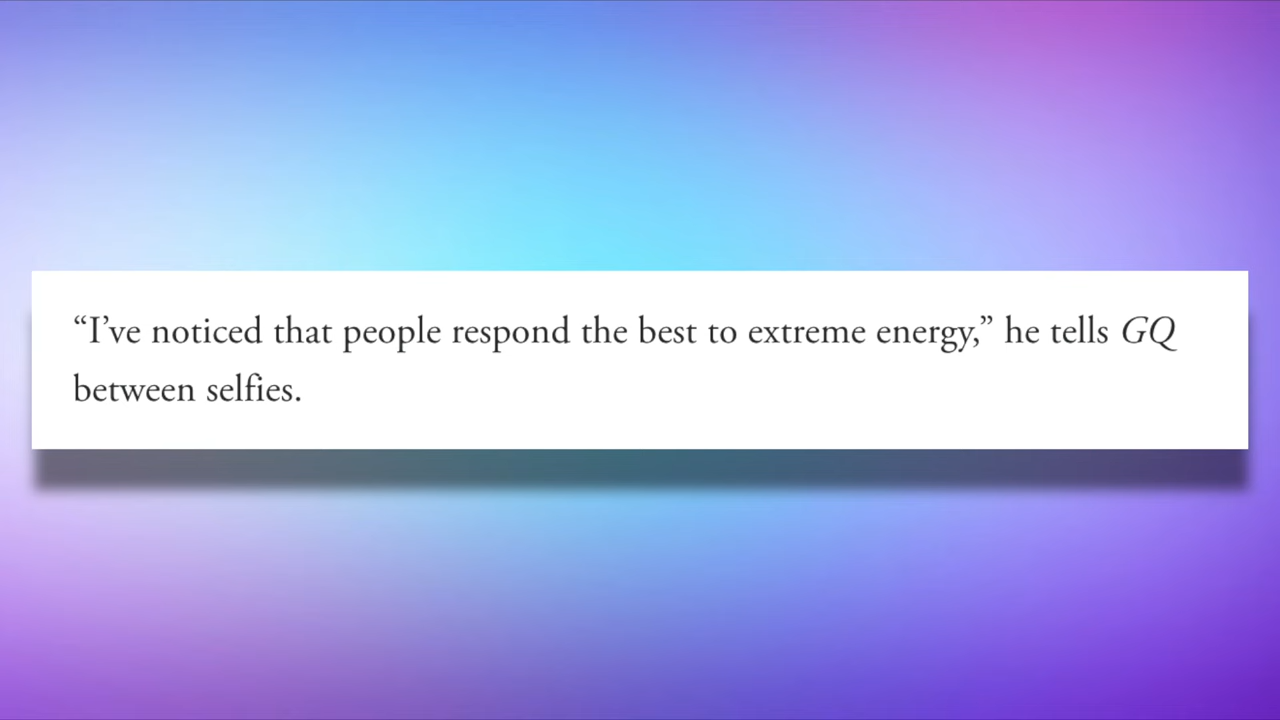 “I’ve noticed that people respond the best to extreme energy,” he tells GQ
between selfies.